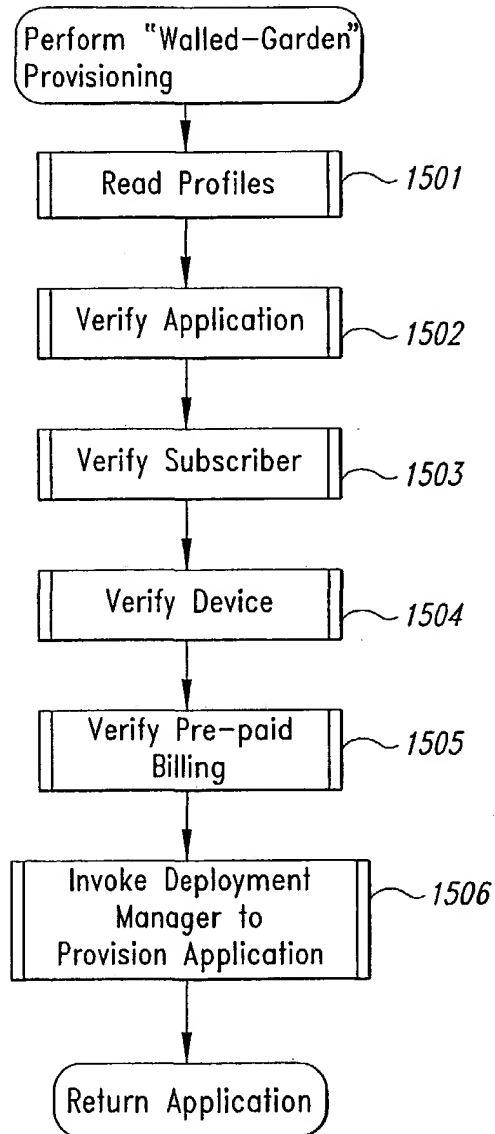 Perform "Walled-Garden"
Provisioning
Read Profiles
1501
Verify Application
1502
Verify Subscriber
1503
Verify Device
1504
Verify Pre-paid
Billing
1505
Invoke Deployment
Manager to
Provision Application
1506
Return Application